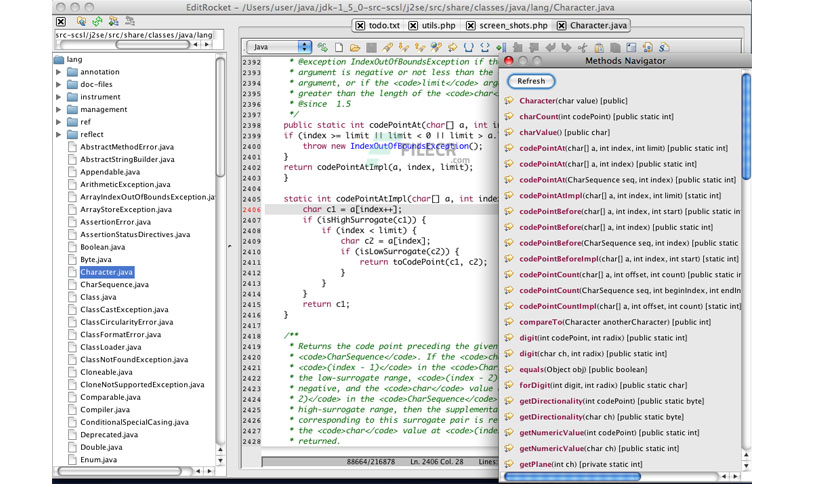 EditRocket - /Users/user/java/jdk-1_5_0-src-scsl/j2se/src/share/classes/java/lang/Character.java
src-scsl/j2se/src/share/classes/java/lang
lang
annotation
doc-files
instrument
management
ref
reflect
AbstractMethodError.java
AbstractStringBuilder.java
Appendable.java
ArithmeticException.java
ArrayIndexOutOfBoundsException.java
ArrayStoreException.java
AssertionError.java
AssertionStatusDirectives.java
Boolean.java
Byte.java
Character.java
CharSequence.java
Class.java
ClassCastException.java
ClassCircularityError.java
ClassFormatError.java
ClassLoader.java
ClassNotFoundException.java
Cloneable.java
CloneNotSupportedException.java
Comparable.java
Compiler.java
ConditionalSpecialCasing.java
Deprecated.java
Double.java
Enum.java
todo.txt utils.php screen_shots.php Character.java
Java
2392 * @exception IndexOutOfBoundsException if the
2393 * argument is negative or not less than the
2394 * argument, or if the <code>limit</code> argu
2395 * greater than the length of the <code>char
2396 * @since 1.5
2397 */
2398 public static int codePointAt(char[] a, int in
2399 if (index >= limit || limit < 0 || limit > a.
2400 throw new IndexOutOfBoundsException();
2401 }
2402 return codePointAtImpl(a, index, limit);
2403 }
2404
2405 static int codePointAtImpl(char[] a, int index
2406 char c1 = a[index++];
2407 if (isHighSurrogate(c1)) {
2408 if (index < limit) {
2409 char c2 = a[index];
2410 if (isLowSurrogate(c2)) {
2411 return toCodePoint(c1, c2);
2412 }
2413 }
2414 }
2415 return c1;
2416 }
2417
2418 /**
2419 * Returns the code point preceding the given
2420 * <code>CharSequence</code>. If the <code>ch
2421 * <code>(index - 1)</code> in the <code>Char
2422 * the low-surrogate range, <code>(index - 2)
2423 * negative, and the <code>char</code> value
2424 * 2)</code> in the <code>CharSequence</code>
2425 * high-surrogate range, then the supplementa
2426 * corresponding to this surrogate pair is re
2427 * the <code>char</code> value at <code>(inde
2428 * returned.
FILECR
.com
88664/216878 Ln. 2406 Col. 28 Lines:
Methods Navigator
Refresh
Character(char value) [public]
charCount(int codePoint) [public static int]
charValue() [public char]
codePointAt(char[] a, int index, int limit) [public static int]
codePointAt(char[] a, int index) [public static int]
codePointAt(CharSequence seq, int index) [public static int]
codePointAtImpl(char[] a, int index, int limit) [static int]
codePointBefore(char[] a, int index, int start) [public static int
codePointBefore(char[] a, int index) [public static int]
codePointBefore(CharSequence seq, int index) [public static
codePointBeforeImpl(char[] a, int index, int start) [static int]
codePointCount(char[] a, int offset, int count) [public static int
codePointCount(CharSequence seq, int beginIndex, int endIn
codePointCountImpl(char[] a, int offset, int count) [static int]
compareTo(Character anotherCharacter) [public int]
digit(int codePoint, int radix) [public static int]
digit(char ch, int radix) [public static int]
equals(Object obj) [public boolean]
forDigit(int digit, int radix) [public static char]
getDirectionality(int codePoint) [public static byte]
getDirectionality(char ch) [public static byte]
getNumericValue(int codePoint) [public static int]
getNumericValue(char ch) [public static int]
getPlane(int ch) [private static int]